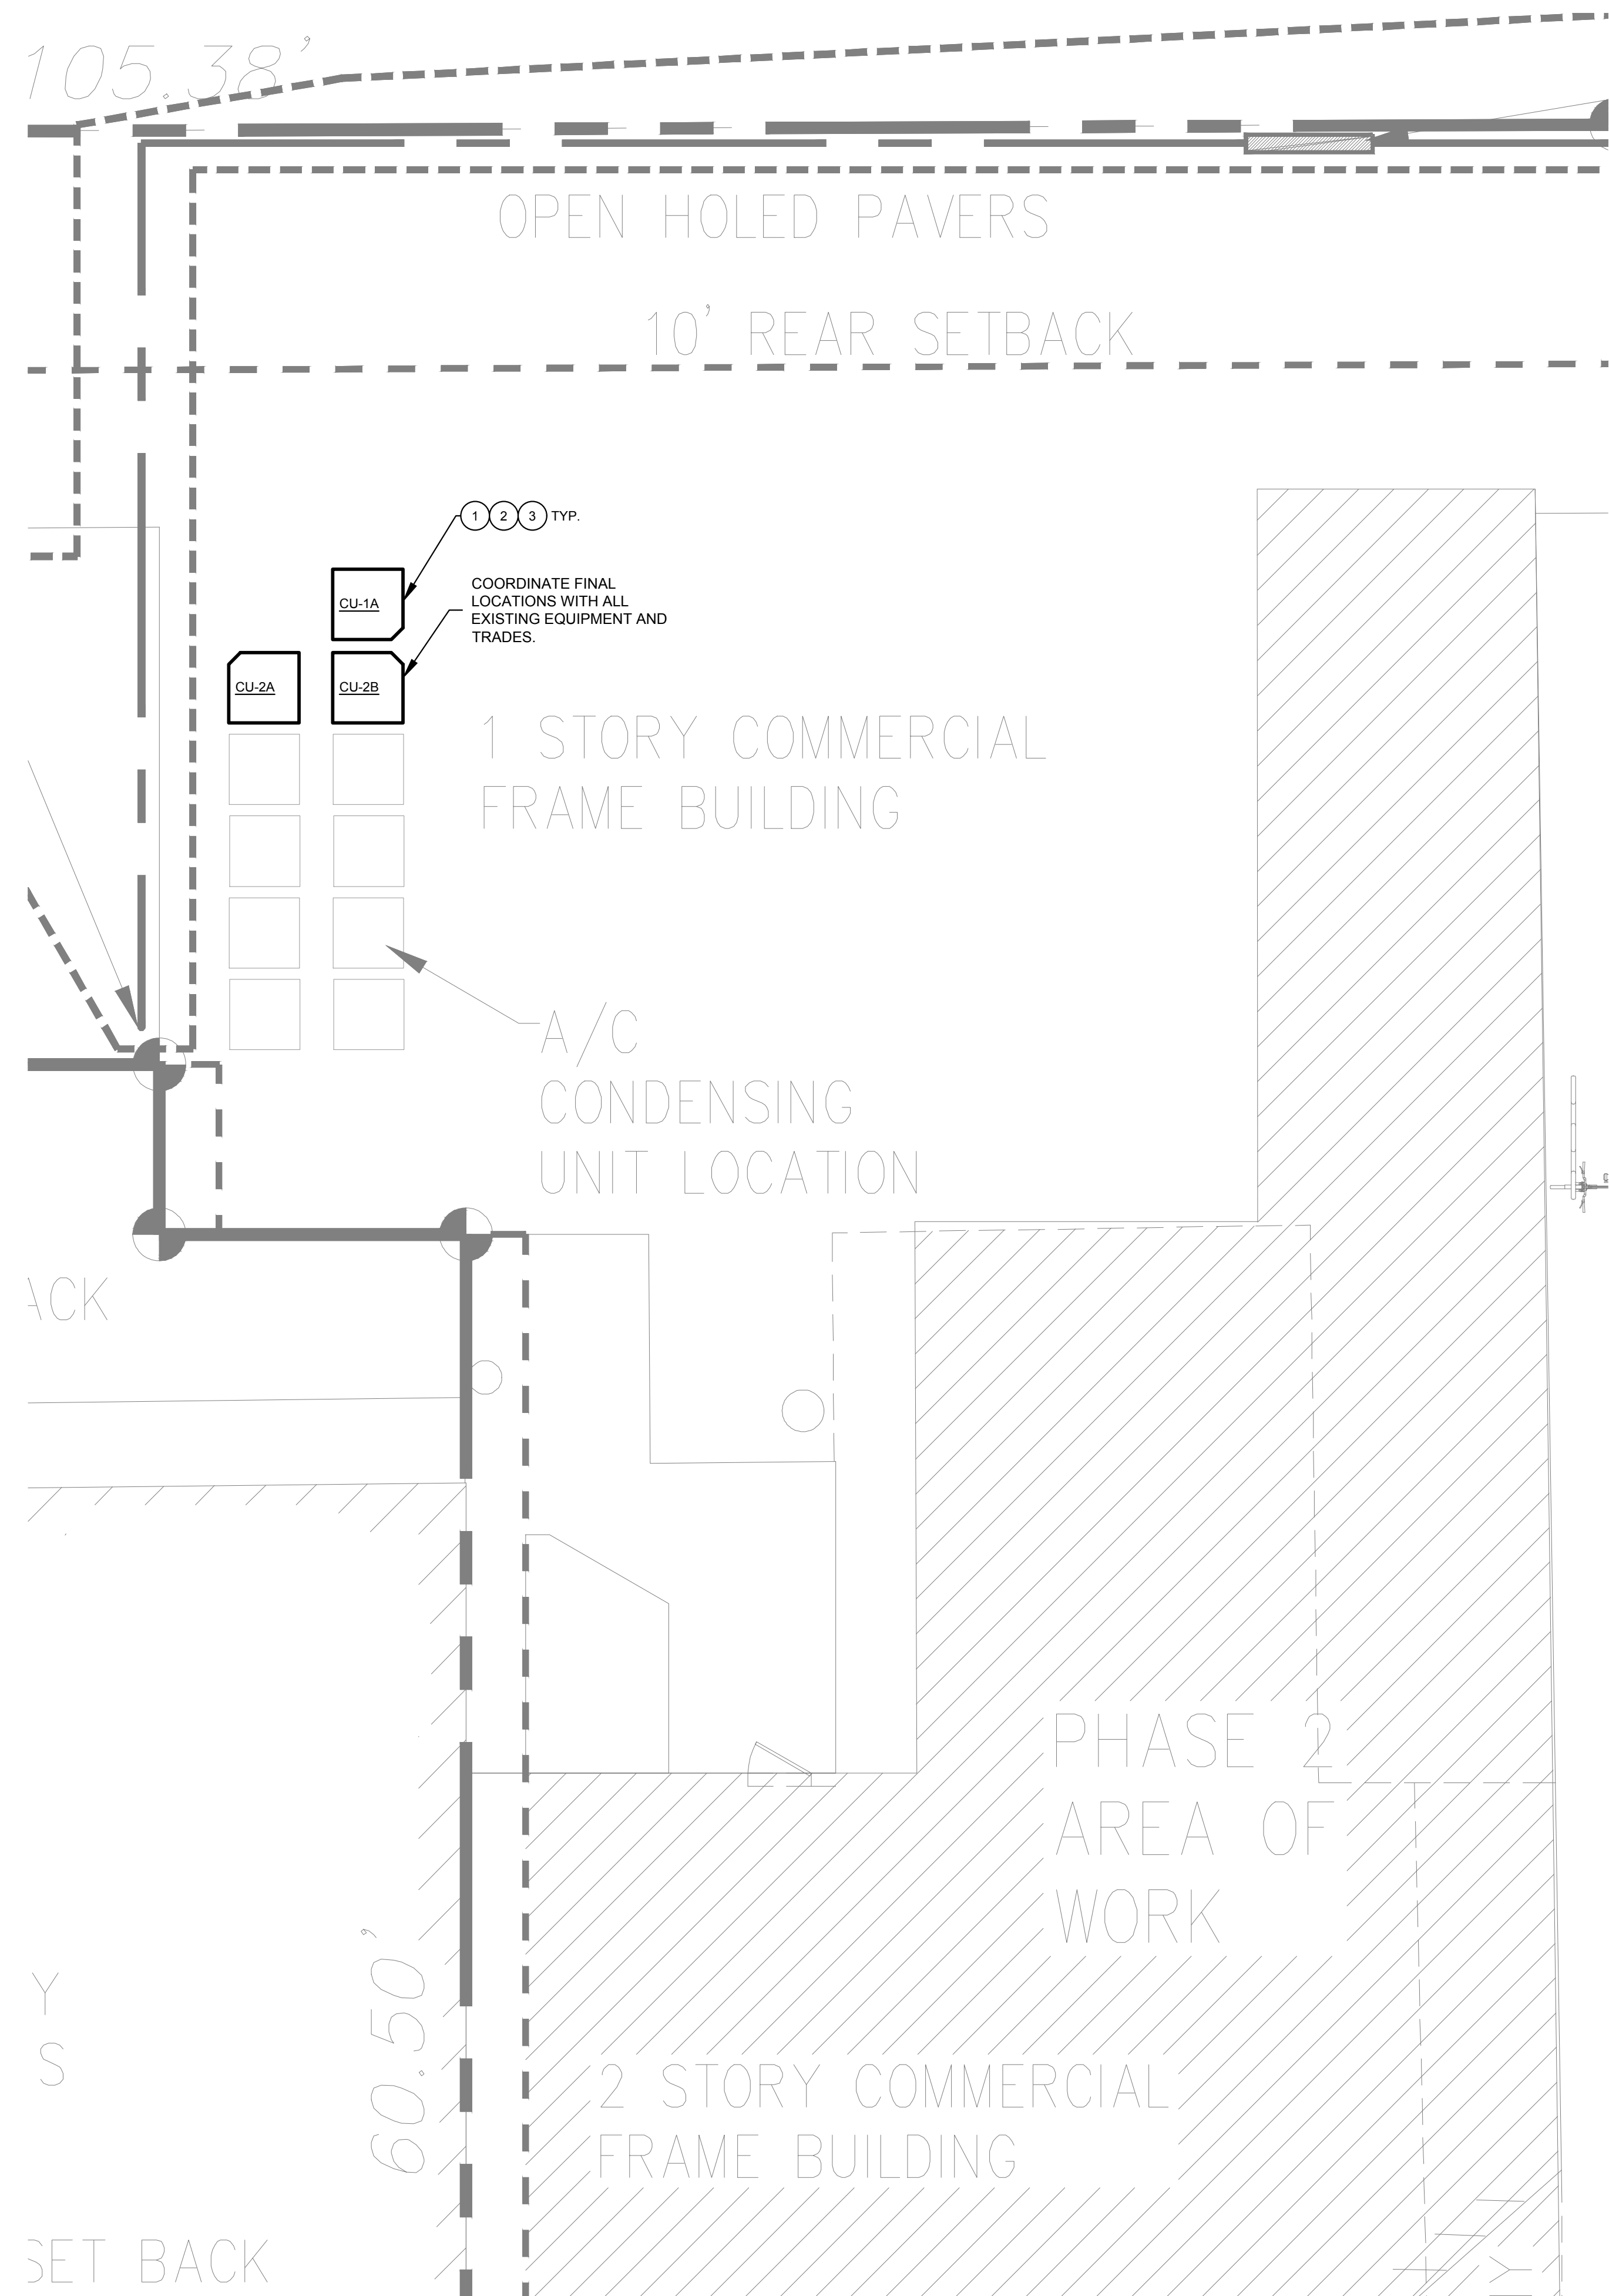 105.38'
OPEN HOLED PAVERS
10' REAR SETBACK
1 2 3 TYP.
COORDINATE FINAL
LOCATIONS WITH ALL
EXISTING EQUIPMENT AND
TRADES.
CU-1A
CU-2A
CU-2B
1 STORY COMMERCIAL
FRAME BUILDING
A/C
CONDENSING
UNIT LOCATION
ACK
PHASE 2
AREA OF
WORK
60.50'
Y
S
2 STORY COMMERCIAL
FRAME BUILDING
SET BACK